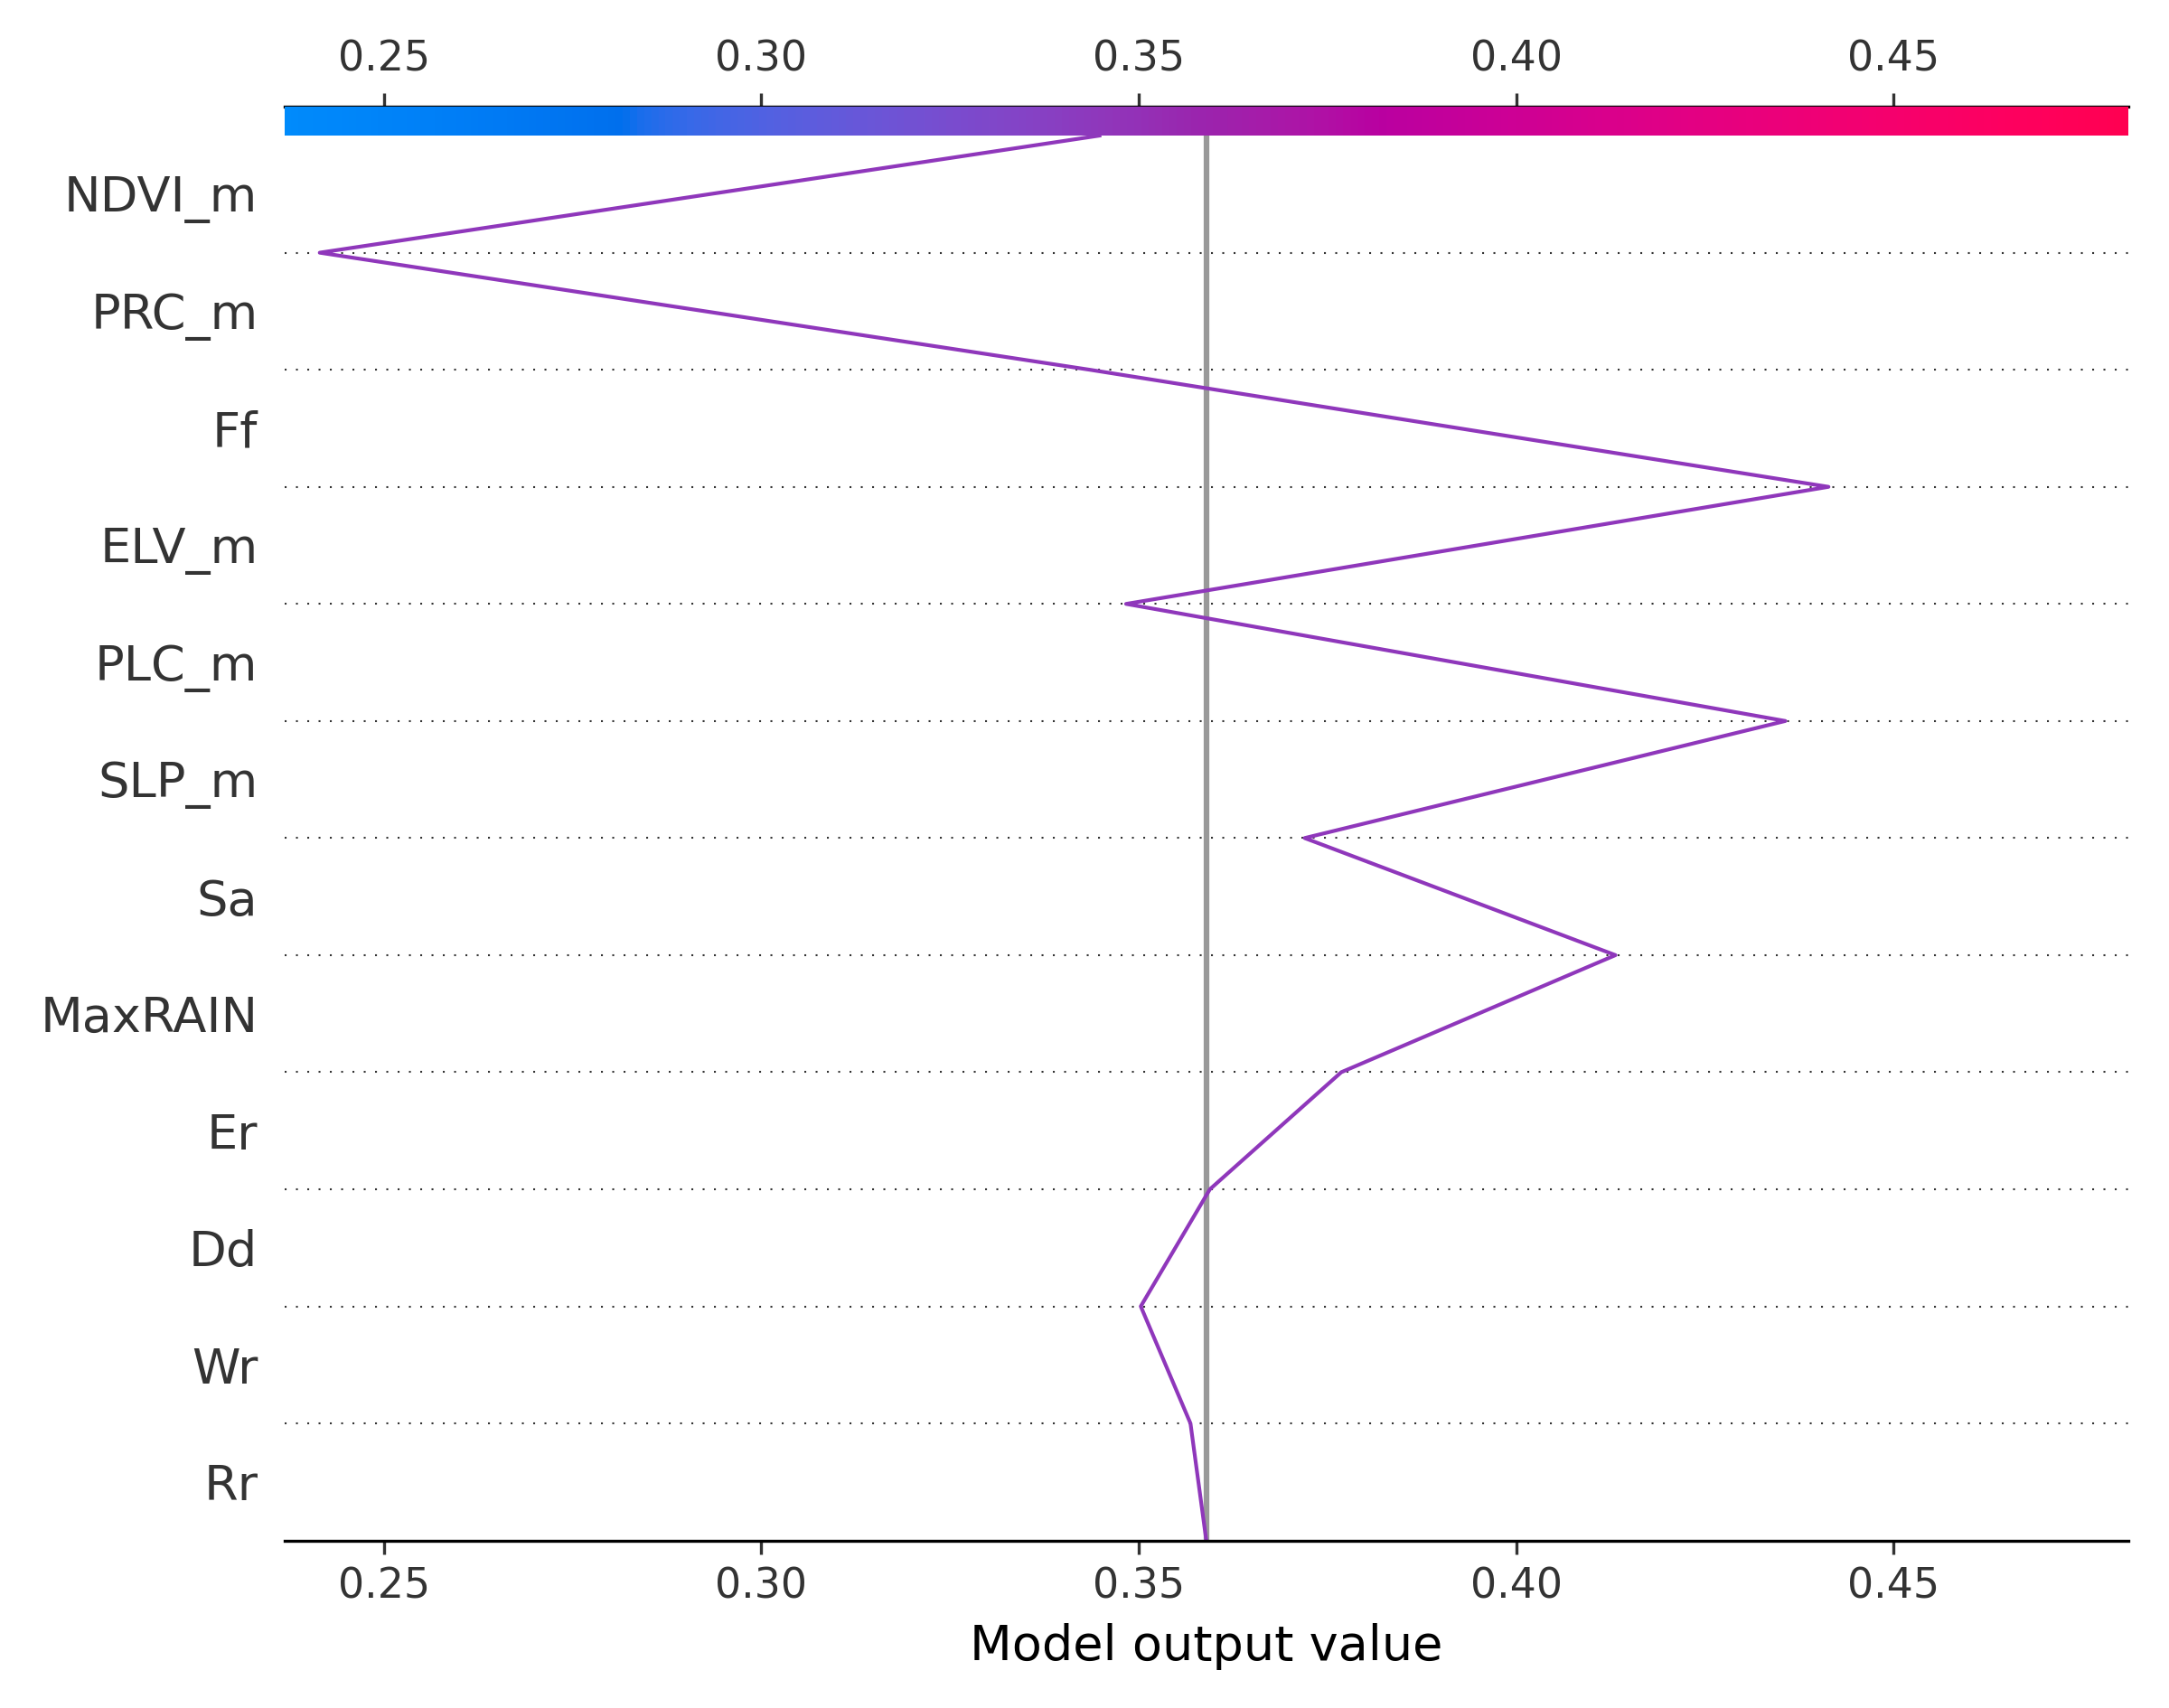 0.25 0.30 0.35 0.40 0.45
NDVI_m
PRC_m
Ff
ELV_m
PLC_m
SLP_m
Sa
MaxRAIN
Er
Dd
Wr
Rr
0.25 0.30 0.35 0.40 0.45
Model output value